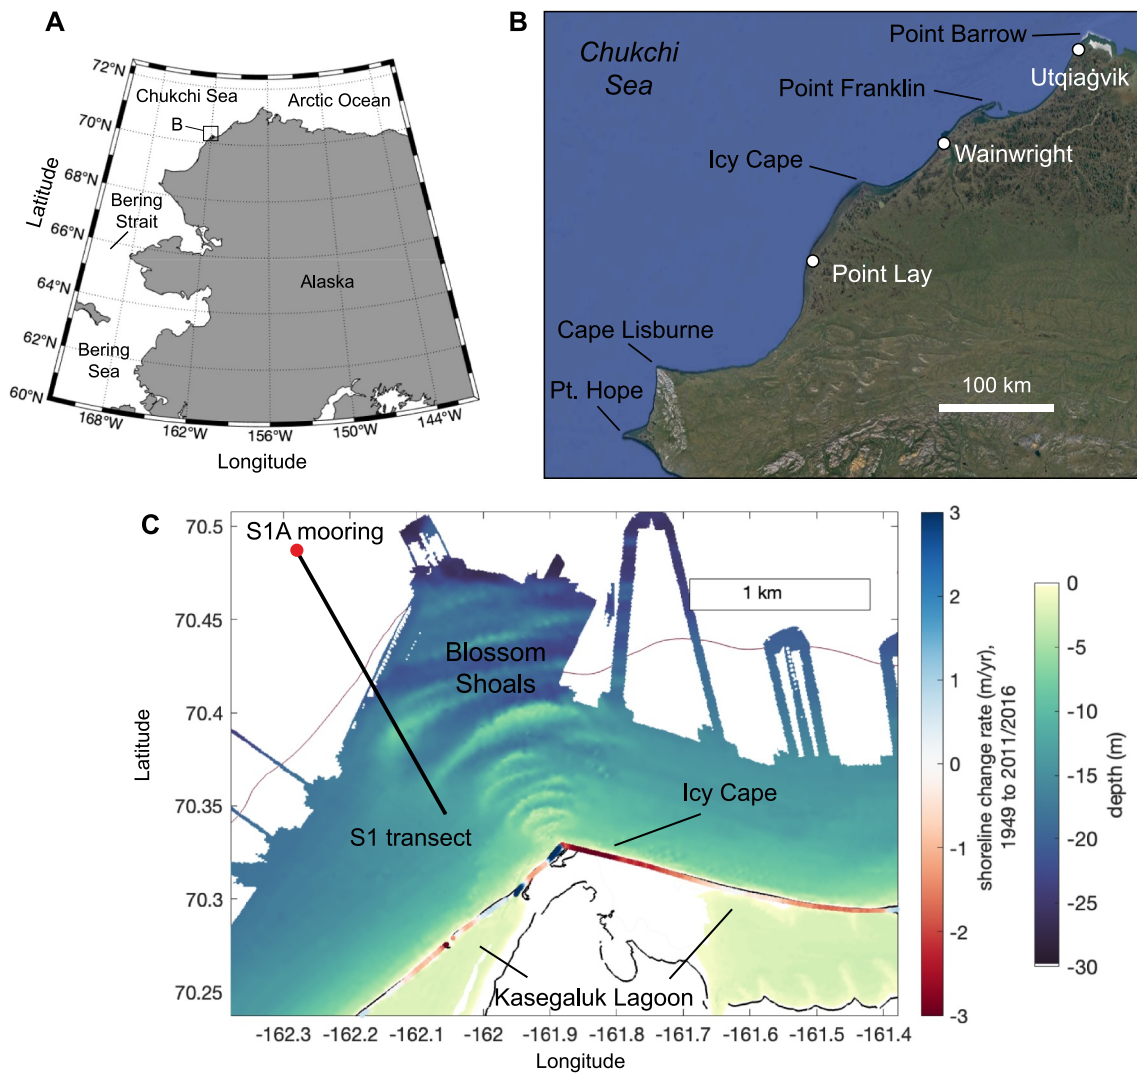 A
72°N
70°N
68°N
66°N
64°N
62°N
60°N
Latitude
Chukchi Sea
Arctic Ocean
B
Bering
Strait
Alaska
Bering
Sea
168°W
162°W
156°W
150°W
144°W
Longitude
B
Chukchi
Sea
Point Barrow
Utqiaġvik
Point Franklin
Wainwright
Icy Cape
Point Lay
Cape Lisburne
Pt. Hope
100 km
C
70.5
70.45
70.4
70.35
70.3
70.25
Latitude
S1A mooring
1 km
Blossom
Shoals
Icy Cape
S1 transect
Kasegaluk Lagoon
-162.3
-162.2
-162.1
-162
-161.9
-161.8
-161.7
-161.6
-161.5
-161.4
Longitude
3
2
1
0
-1
-2
-3
shoreline change rate (m/yr),
1949 to 2011/2016
0
-5
-10
-15
-20
-25
-30
depth (m)